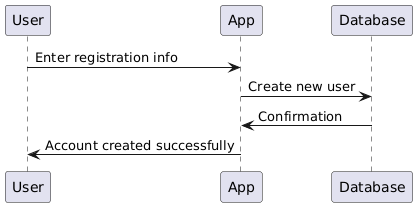 User App Database
Enter registration info
Create new user
Confirmation
Account created successfully
User App Database